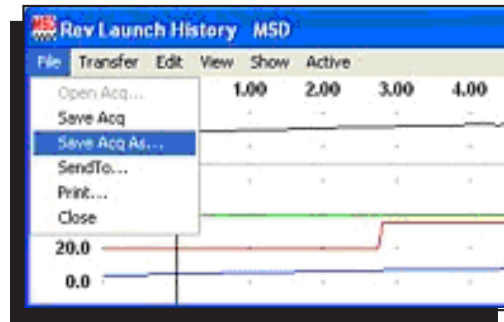 MSD Rev Launch History MSD
File Transfer Edit View Show Active
1.00 2.00 3.00 4.00
Open Acq...
Save Acq
Save Acq As...
SendTo...
Print...
Close
20.0
0.0